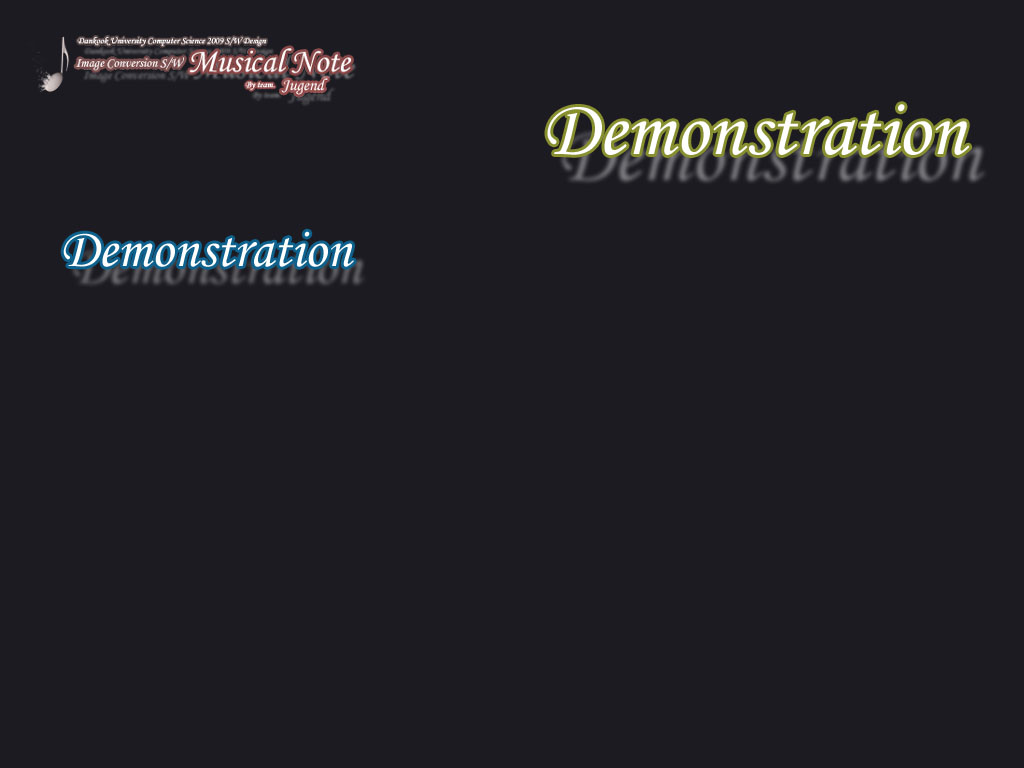 Dankook University Computer Science 2009 S/W Design
Image Conversion S/W Musical Note
By team. Jugend
Demonstration
Demonstration